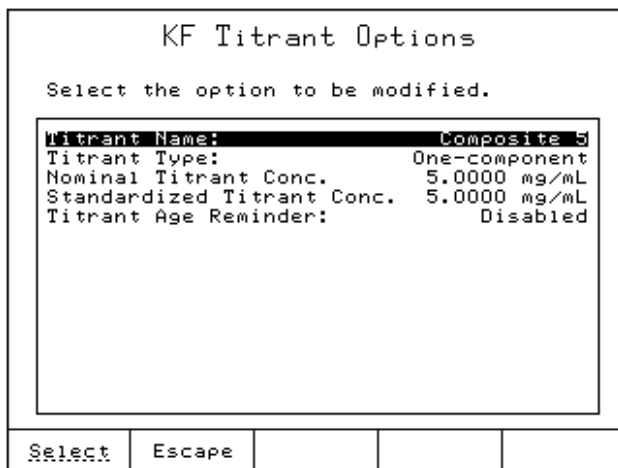 KF Titrant Options
Select the option to be modified.
Titrant Name: Composite 5
Titrant Type: One-component
Nominal Titrant Conc. 5.0000 mg/mL
Standardized Titrant Conc. 5.0000 mg/mL
Titrant Age Reminder: Disabled
Select Escape